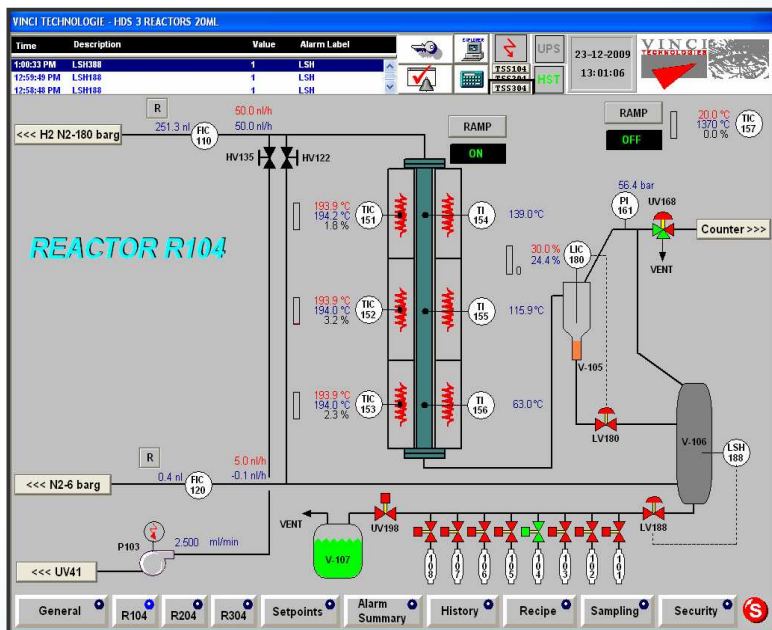 VINCI TECHNOLOGIE - HDS 3 REACTORS 20ML
Time Description Value Alarm Label
1:00:33 PM LSH388 1 LSH
12:59:49 PM LSH188 1 LSH
12:58:48 PM LSH188 1 LSH
EXPLORER
TSS104
TSS304
UPS
HST
23-12-2009
13:01:06
VINCI
TECHNOLOGIES
<<< H2 N2-180 barg
R
251.3 nl
FIC
110
50.0 nl/h
50.0 nl/h
HV135
HV122
RAMP
ON
RAMP
OFF
20.0 °C
1370 °C
0.0 %
TIC
157
REACTOR R104
193.9 °C
194.2 °C
1.8 %
TIC
151
TI
154
139.0°C
193.9 °C
194.0 °C
3.2 %
TIC
152
TI
155
115.9°C
193.9 °C
194.0 °C
2.3 %
TIC
153
TI
156
63.0°C
56.4 bar
PI
161
UV168
Counter >>>
VENT
30.0 %
24.4 %
LIC
180
0
V-105
LV180
V-106
LSH
188
<<< N2-6 barg
R
0.4 nl
FIC
120
5.0 nl/h
-0.1 nl/h
P103
2.500 ml/min
<<< UV41
VENT
V-107
UV198
LV188
108
107
106
105
104
103
102
101
General
R104
R204
R304
Setpoints
Alarm
Summary
History
Recipe
Sampling
Security
S